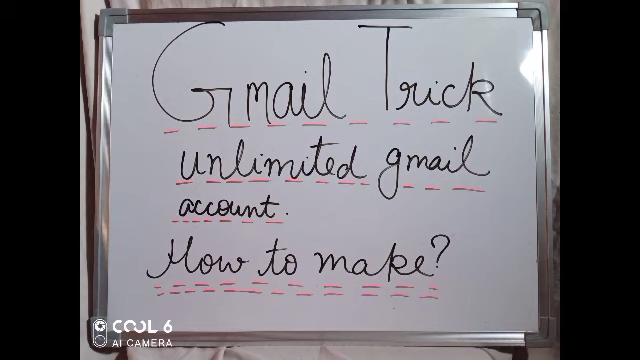 Gmail Trick
unlimited gmail
account.
How to make?
COOL 6
AI CAMERA